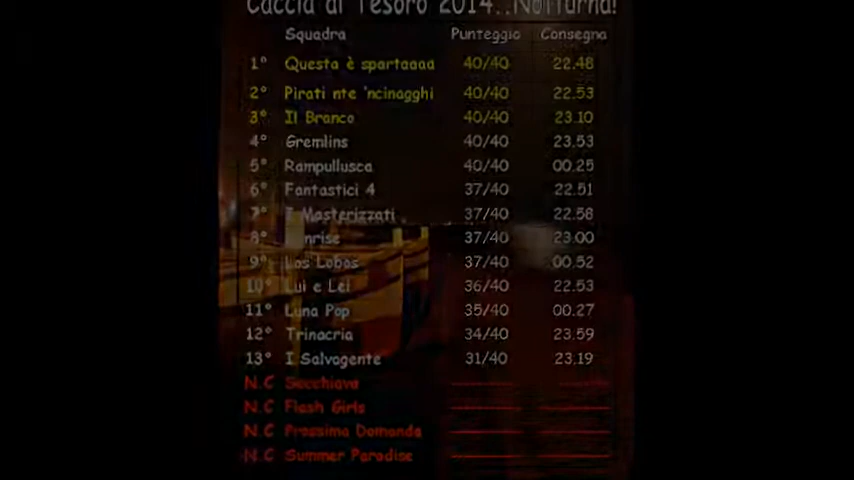 Caccia al Tesoro 2014..Notturna!
Squadra Punteggio Consegna
1° Questa è spartaaaa 40/40 22.48
2° Pirati nte 'ncinagghi 40/40 22.53
3° Il Branco 40/40 23.10
4° Gremlins 40/40 23.53
5° Rampullusca 40/40 00.25
6° Fantastici 4 37/40 22.51
7° I Masterizzati 37/40 22.58
8° Sunrise 37/40 23.00
9° Los Lobos 37/40 00.52
10° Lui e Lei 36/40 22.53
11° Luna Pop 35/40 00.27
12° Trinacria 34/40 23.59
13° I Salvagente 31/40 23.19
N.C Secchiava
N.C Flash Girls
N.C Prossima Domanda
N.C Summer Paradise